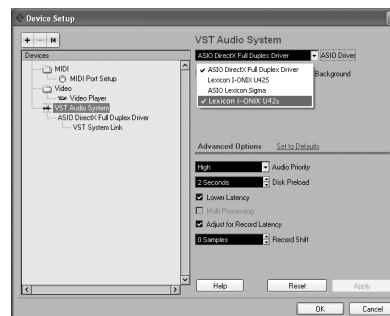 Device Setup
Devices
MIDI
MIDI Port Setup
Video
Video Player
VST Audio System
ASIO DirectX Full Duplex Driver
VST System Link
VST Audio System
ASIO DirectX Full Duplex Driver
ASIO Driver
ASIO DirectX Full Duplex Driver
Lexicon I-ONIX U42S
ASIO Lexicon Sigma
Lexicon I-ONIX U42s
Background
Advanced Options
Set to Defaults
High
Audio Priority
2 Seconds
Disk Preload
Lower Latency
Multi Processing
Adjust for Record Latency
0 Samples
Record Shift
Help
Reset
Apply
OK
Cancel